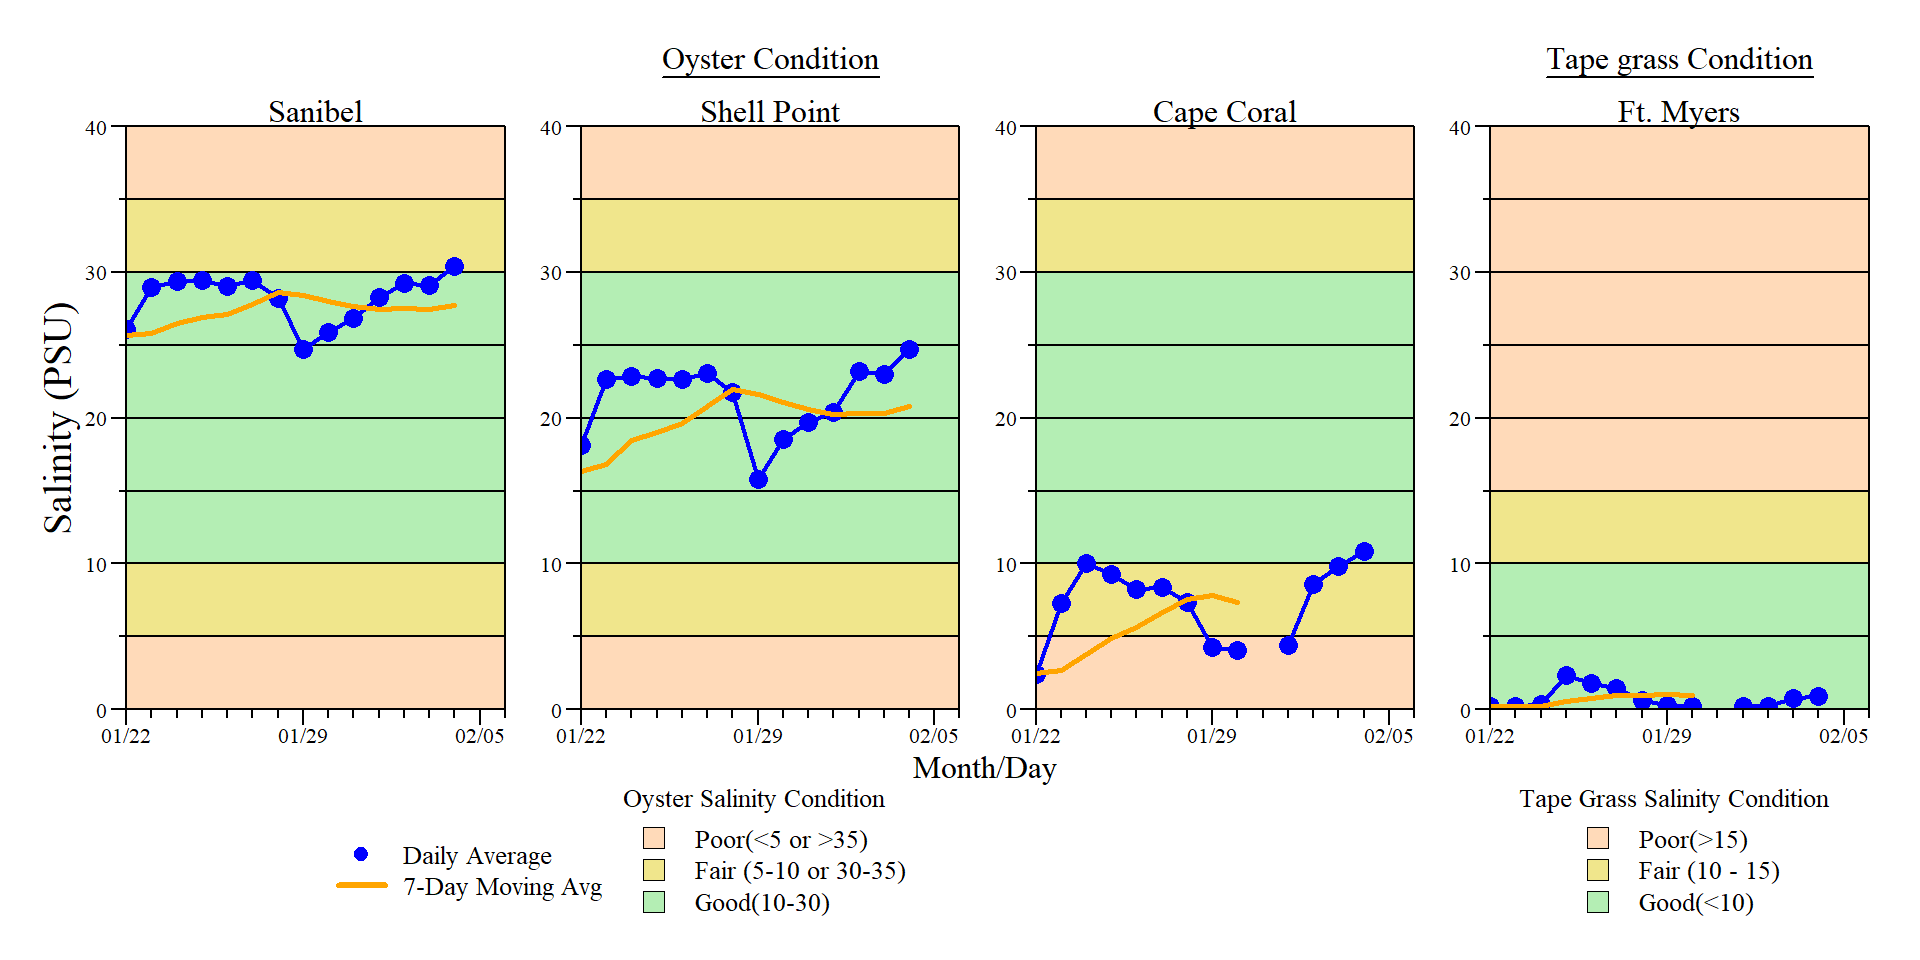 Oyster Condition
Tape grass Condition
Sanibel
Shell Point
Cape Coral
Ft. Myers
Salinity (PSU)
40
30
20
10
0
01/22
01/29
02/05
40
30
20
10
0
01/22
01/29
02/05
40
30
20
10
0
01/22
01/29
02/05
40
30
20
10
0
01/22
01/29
02/05
Month/Day
Daily Average
7-Day Moving Avg
Oyster Salinity Condition
Poor(<5 or >35)
Fair (5-10 or 30-35)
Good(10-30)
Tape Grass Salinity Condition
Poor(>15)
Fair (10 - 15)
Good(<10)